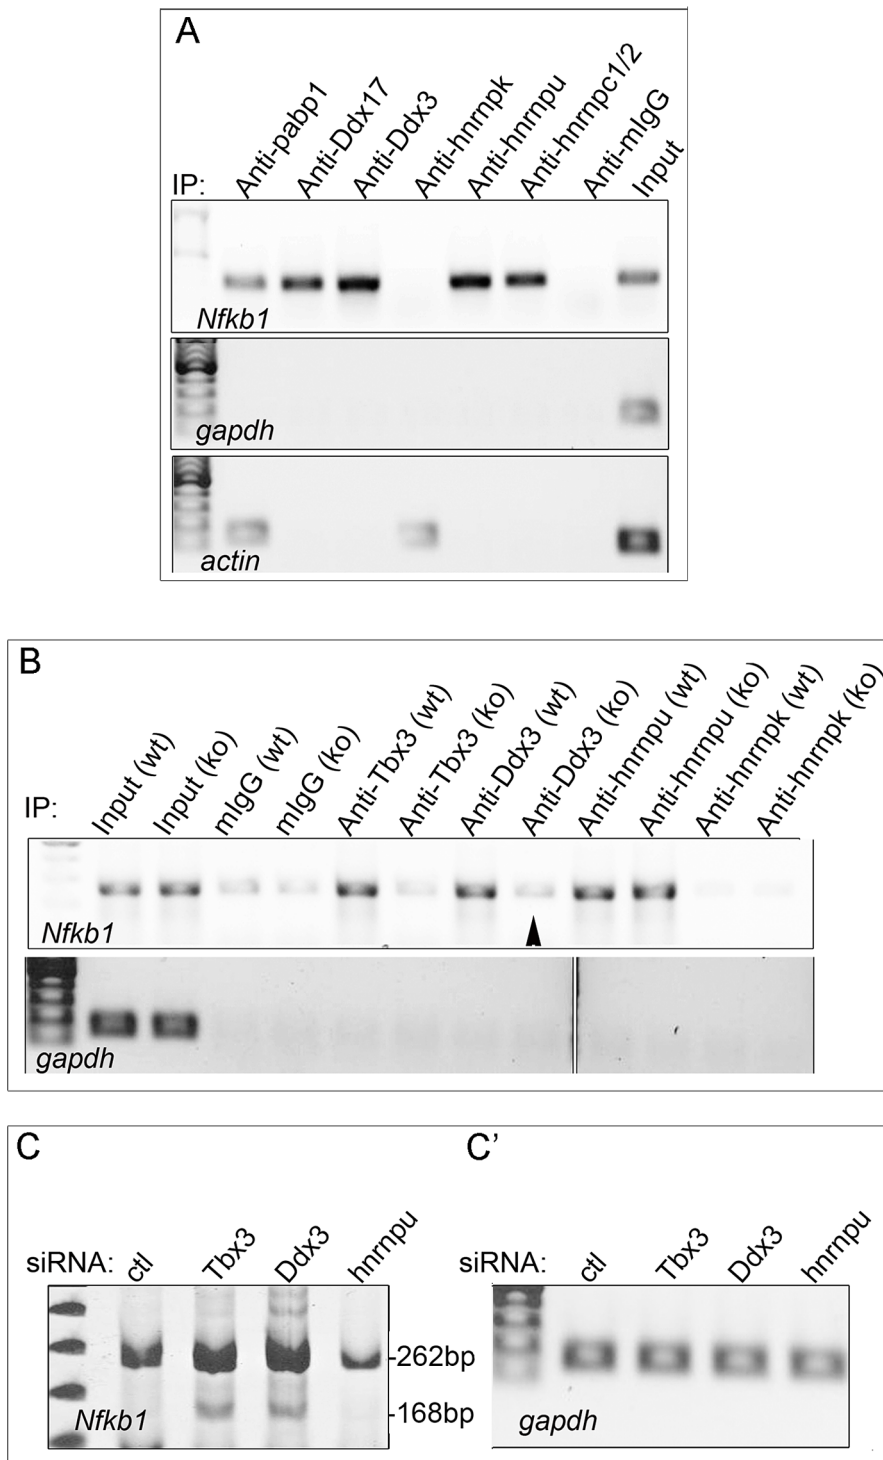 A
IP:
Anti-pabp1
Anti-Ddx17
Anti-Ddx3
Anti-hnrnpk
Anti-hnrnpu
Anti-hnrnpc1/2
Anti-mIgG
Input
Nfkb1
gapdh
actin
B
IP:
Input (wt)
Input (ko)
mIgG (wt)
mIgG (ko)
Anti-Tbx3 (wt)
Anti-Tbx3 (ko)
Anti-Ddx3 (wt)
Anti-Ddx3 (ko)
Anti-hnrnpu (wt)
Anti-hnrnpu (ko)
Anti-hnrnpk (wt)
Anti-hnrnpk (ko)
Nfkb1
gapdh
C
siRNA:
ctl
Tbx3
Ddx3
hnrnpu
-262bp
-168bp
Nfkb1
C’
siRNA:
ctl
Tbx3
Ddx3
hnrnpu
gapdh